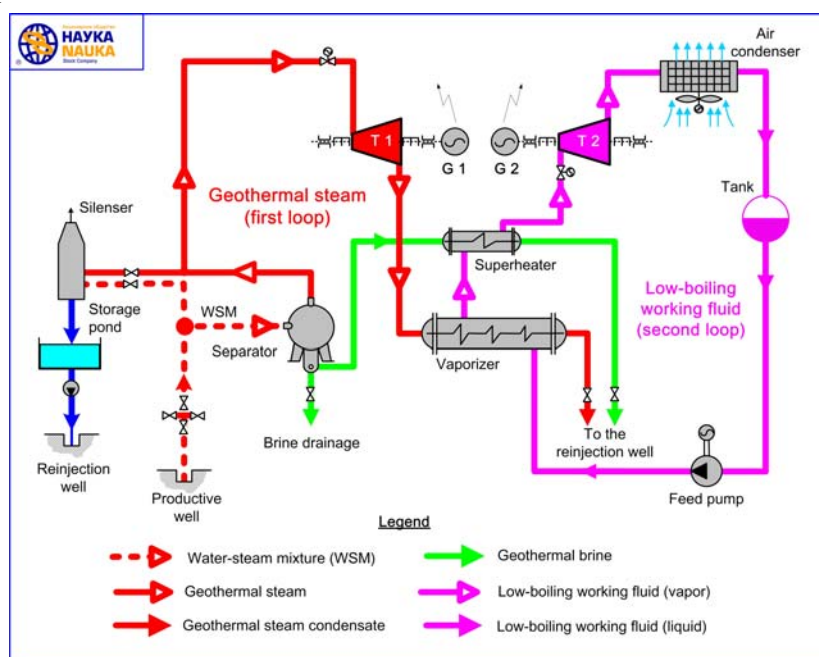 Акционерное общество
НАУКА
NAUKA
Stock Company
®
Air
condenser
T 1
T 2
G 1
G 2
Tank
Geothermal steam
(first loop)
Silenser
Superheater
Low-boiling
working fluid
(second loop)
WSM
Storage
pond
Separator
Vaporizer
Brine drainage
To the
reinjection well
Reinjection
well
Productive
well
Feed pump
Legend
Water-steam mixture (WSM)
Geothermal brine
Geothermal steam
Low-boiling working fluid (vapor)
Geothermal steam condensate
Low-boiling working fluid (liquid)